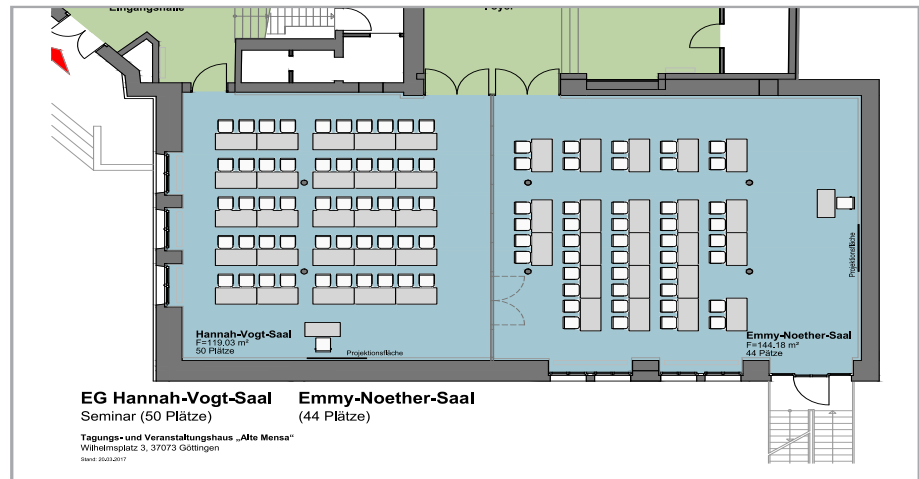 Eingangshalle
Foyer
Projektionsfläche
Hannah-Vogt-Saal
F=119.03 m²
50 Plätze
Projektionsfläche
Emmy-Noether-Saal
F=144.18 m²
44 Pätze
EG Hannah-Vogt-Saal Emmy-Noether-Saal
Seminar (50 Plätze) (44 Plätze)
Tagungs- und Veranstaltungshaus „Alte Mensa“
Wilhelmsplatz 3, 37073 Göttingen
Stand: 20.03.2017